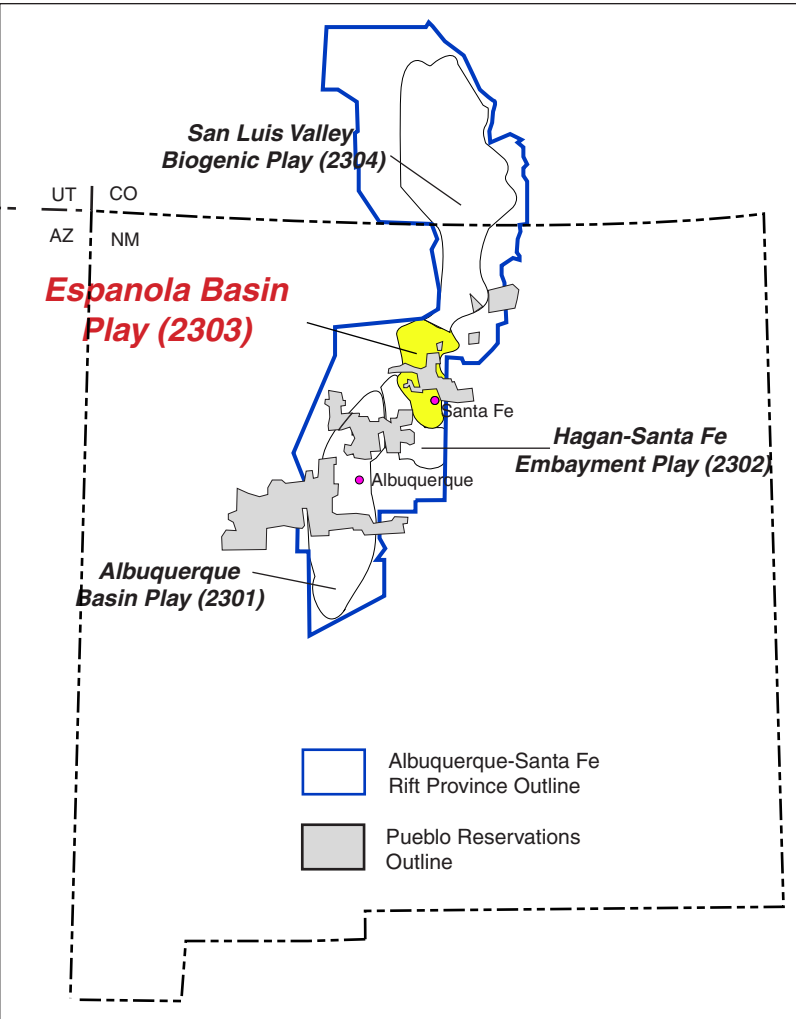 San Luis Valley
Biogenic Play (2304)
UT
CO
AZ
NM
Espanola Basin
Play (2303)
Santa Fe
Hagan-Santa Fe
Embayment Play (2302)
Albuquerque
Albuquerque
Basin Play (2301)
Albuquerque-Santa Fe
Rift Province Outline
Pueblo Reservations
Outline